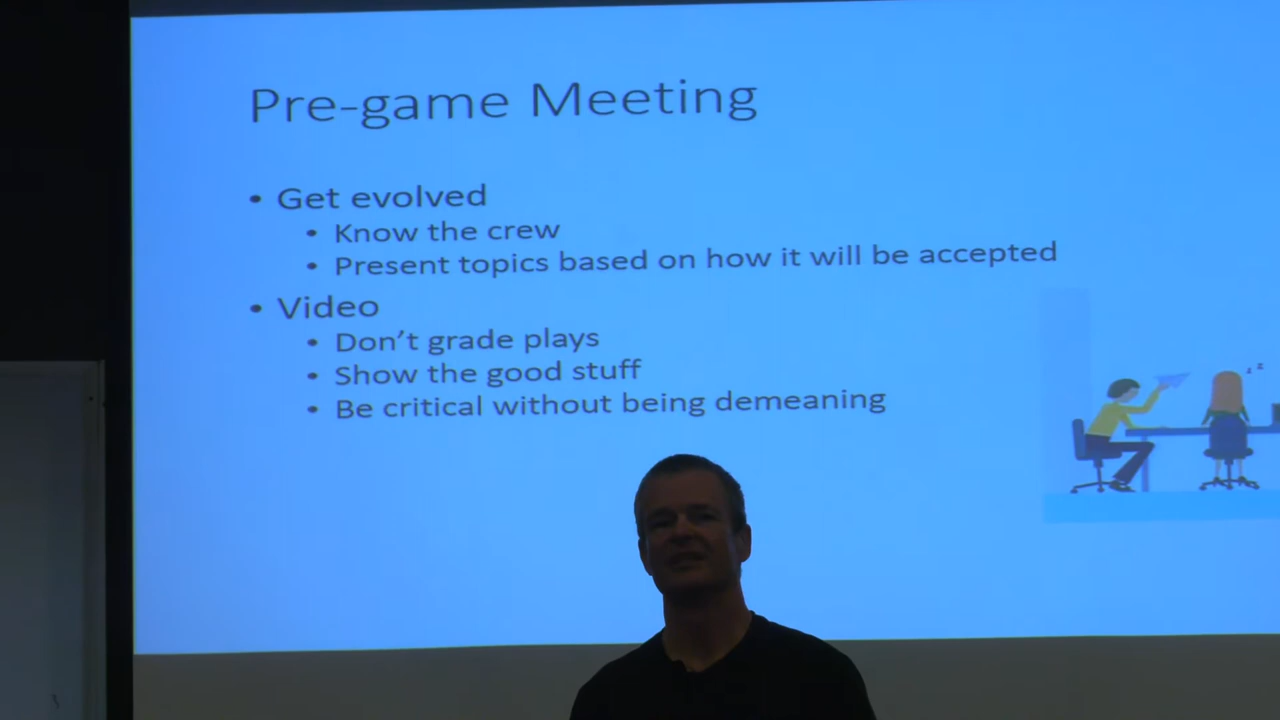 Pre-game Meeting
• Get evolved
• Know the crew
• Present topics based on how it will be accepted
• Video
• Don't grade plays
• Show the good stuff
• Be critical without being demeaning
z z